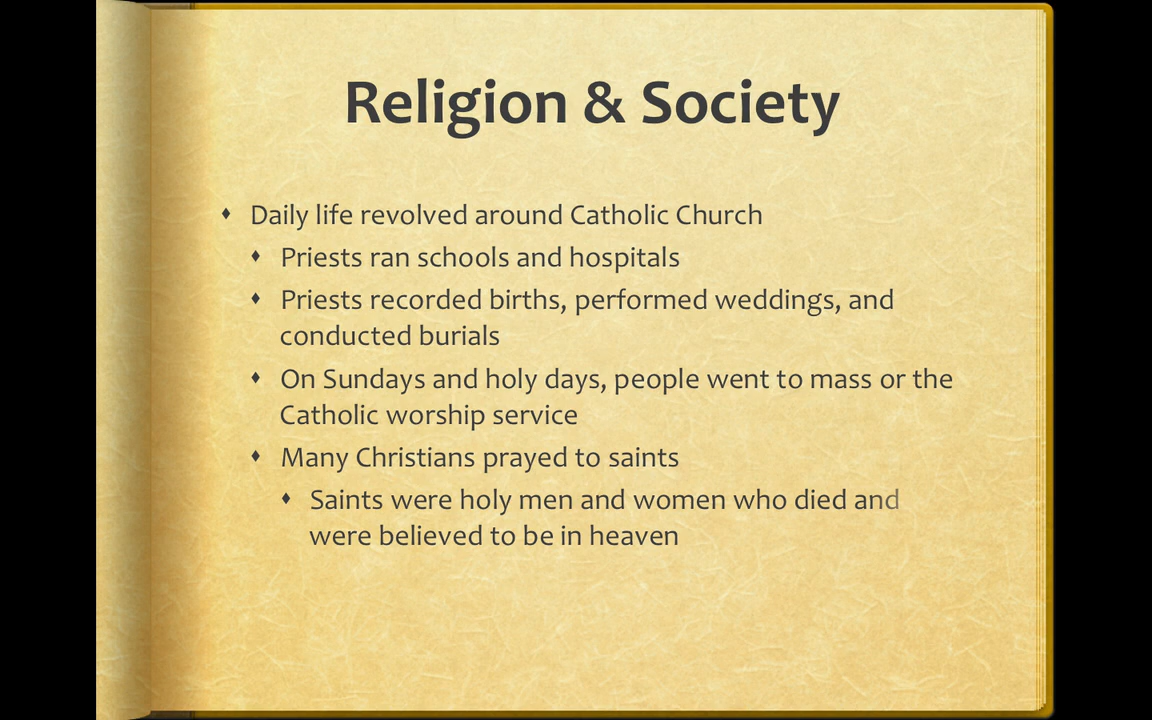 Religion & Society
♦ Daily life revolved around Catholic Church
♦ Priests ran schools and hospitals
♦ Priests recorded births, performed weddings, and
conducted burials
♦ On Sundays and holy days, people went to mass or the
Catholic worship service
♦ Many Christians prayed to saints
♦ Saints were holy men and women who died and
were believed to be in heaven